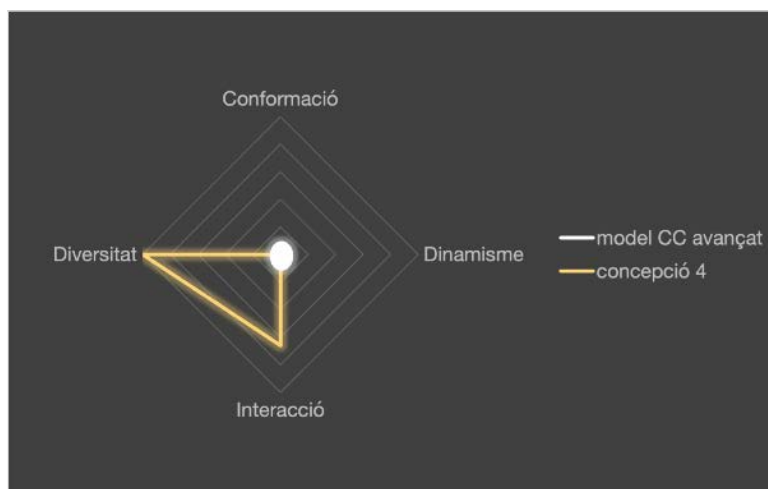 Conformació
Diversitat
Dinamisme
Interacció
model CC avançat
concepció 4